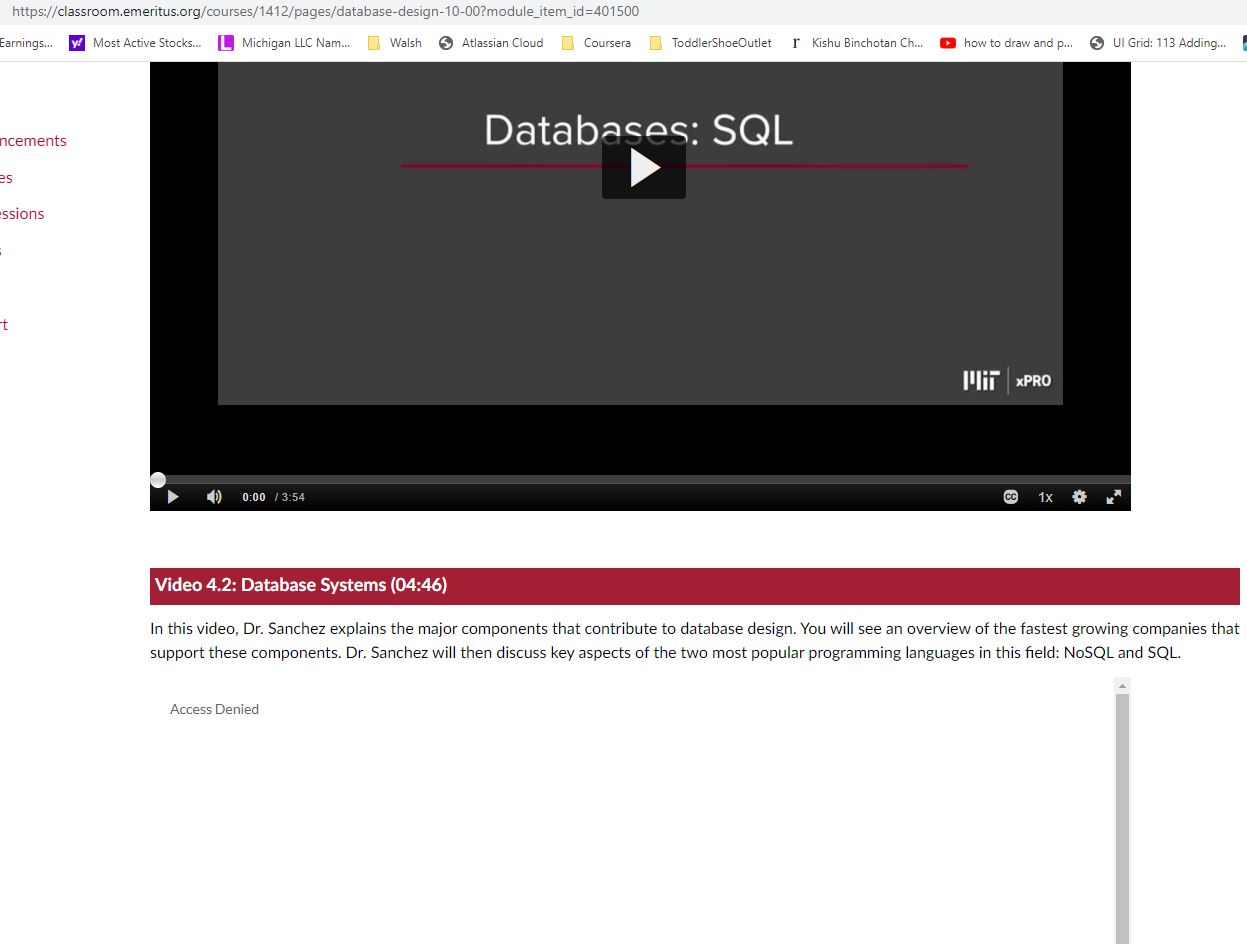 https://classroom.emeritus.org/courses/1412/pages/database-design-10-00?module_item_id=401500
Earnings... Most Active Stocks... Michigan LLC Nam... Walsh Atlassian Cloud Coursera ToddlerShoeOutlet Kishu Binchotan Ch... how to draw and p... UI Grid: 113 Adding...
Databases: SQL
ncements
es
essions
s
rt
MIT xPRO
0:00 / 3:54
CC 1x
Video 4.2: Database Systems (04:46)
In this video, Dr. Sanchez explains the major components that contribute to database design. You will see an overview of the fastest growing companies that
support these components. Dr. Sanchez will then discuss key aspects of the two most popular programming languages in this field: NoSQL and SQL.
Access Denied